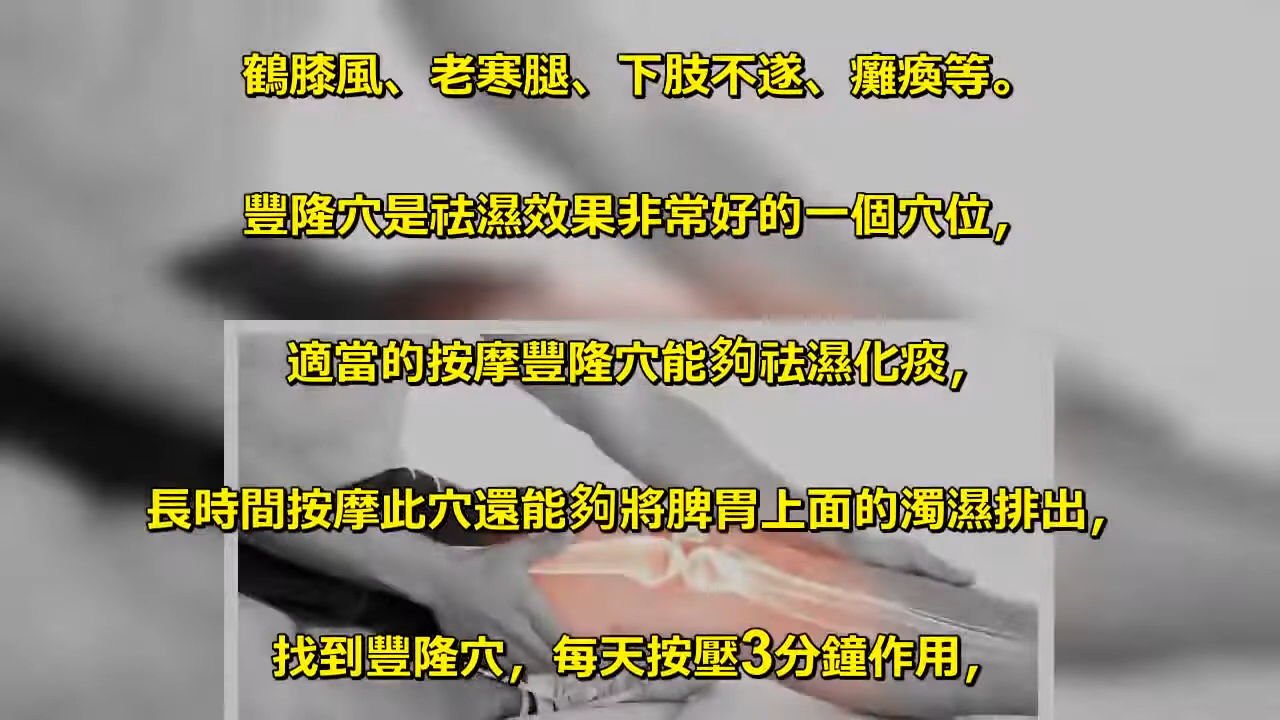 鶴膝風、老寒腿、下肢不遂、癱瘓等。
豐隆穴是祛濕效果非常好的一個穴位，
適當的按摩豐隆穴能夠祛濕化痰，
長時間按摩此穴還能夠將脾胃上面的濁濕排出，
找到豐隆穴，每天按壓3分鐘作用，